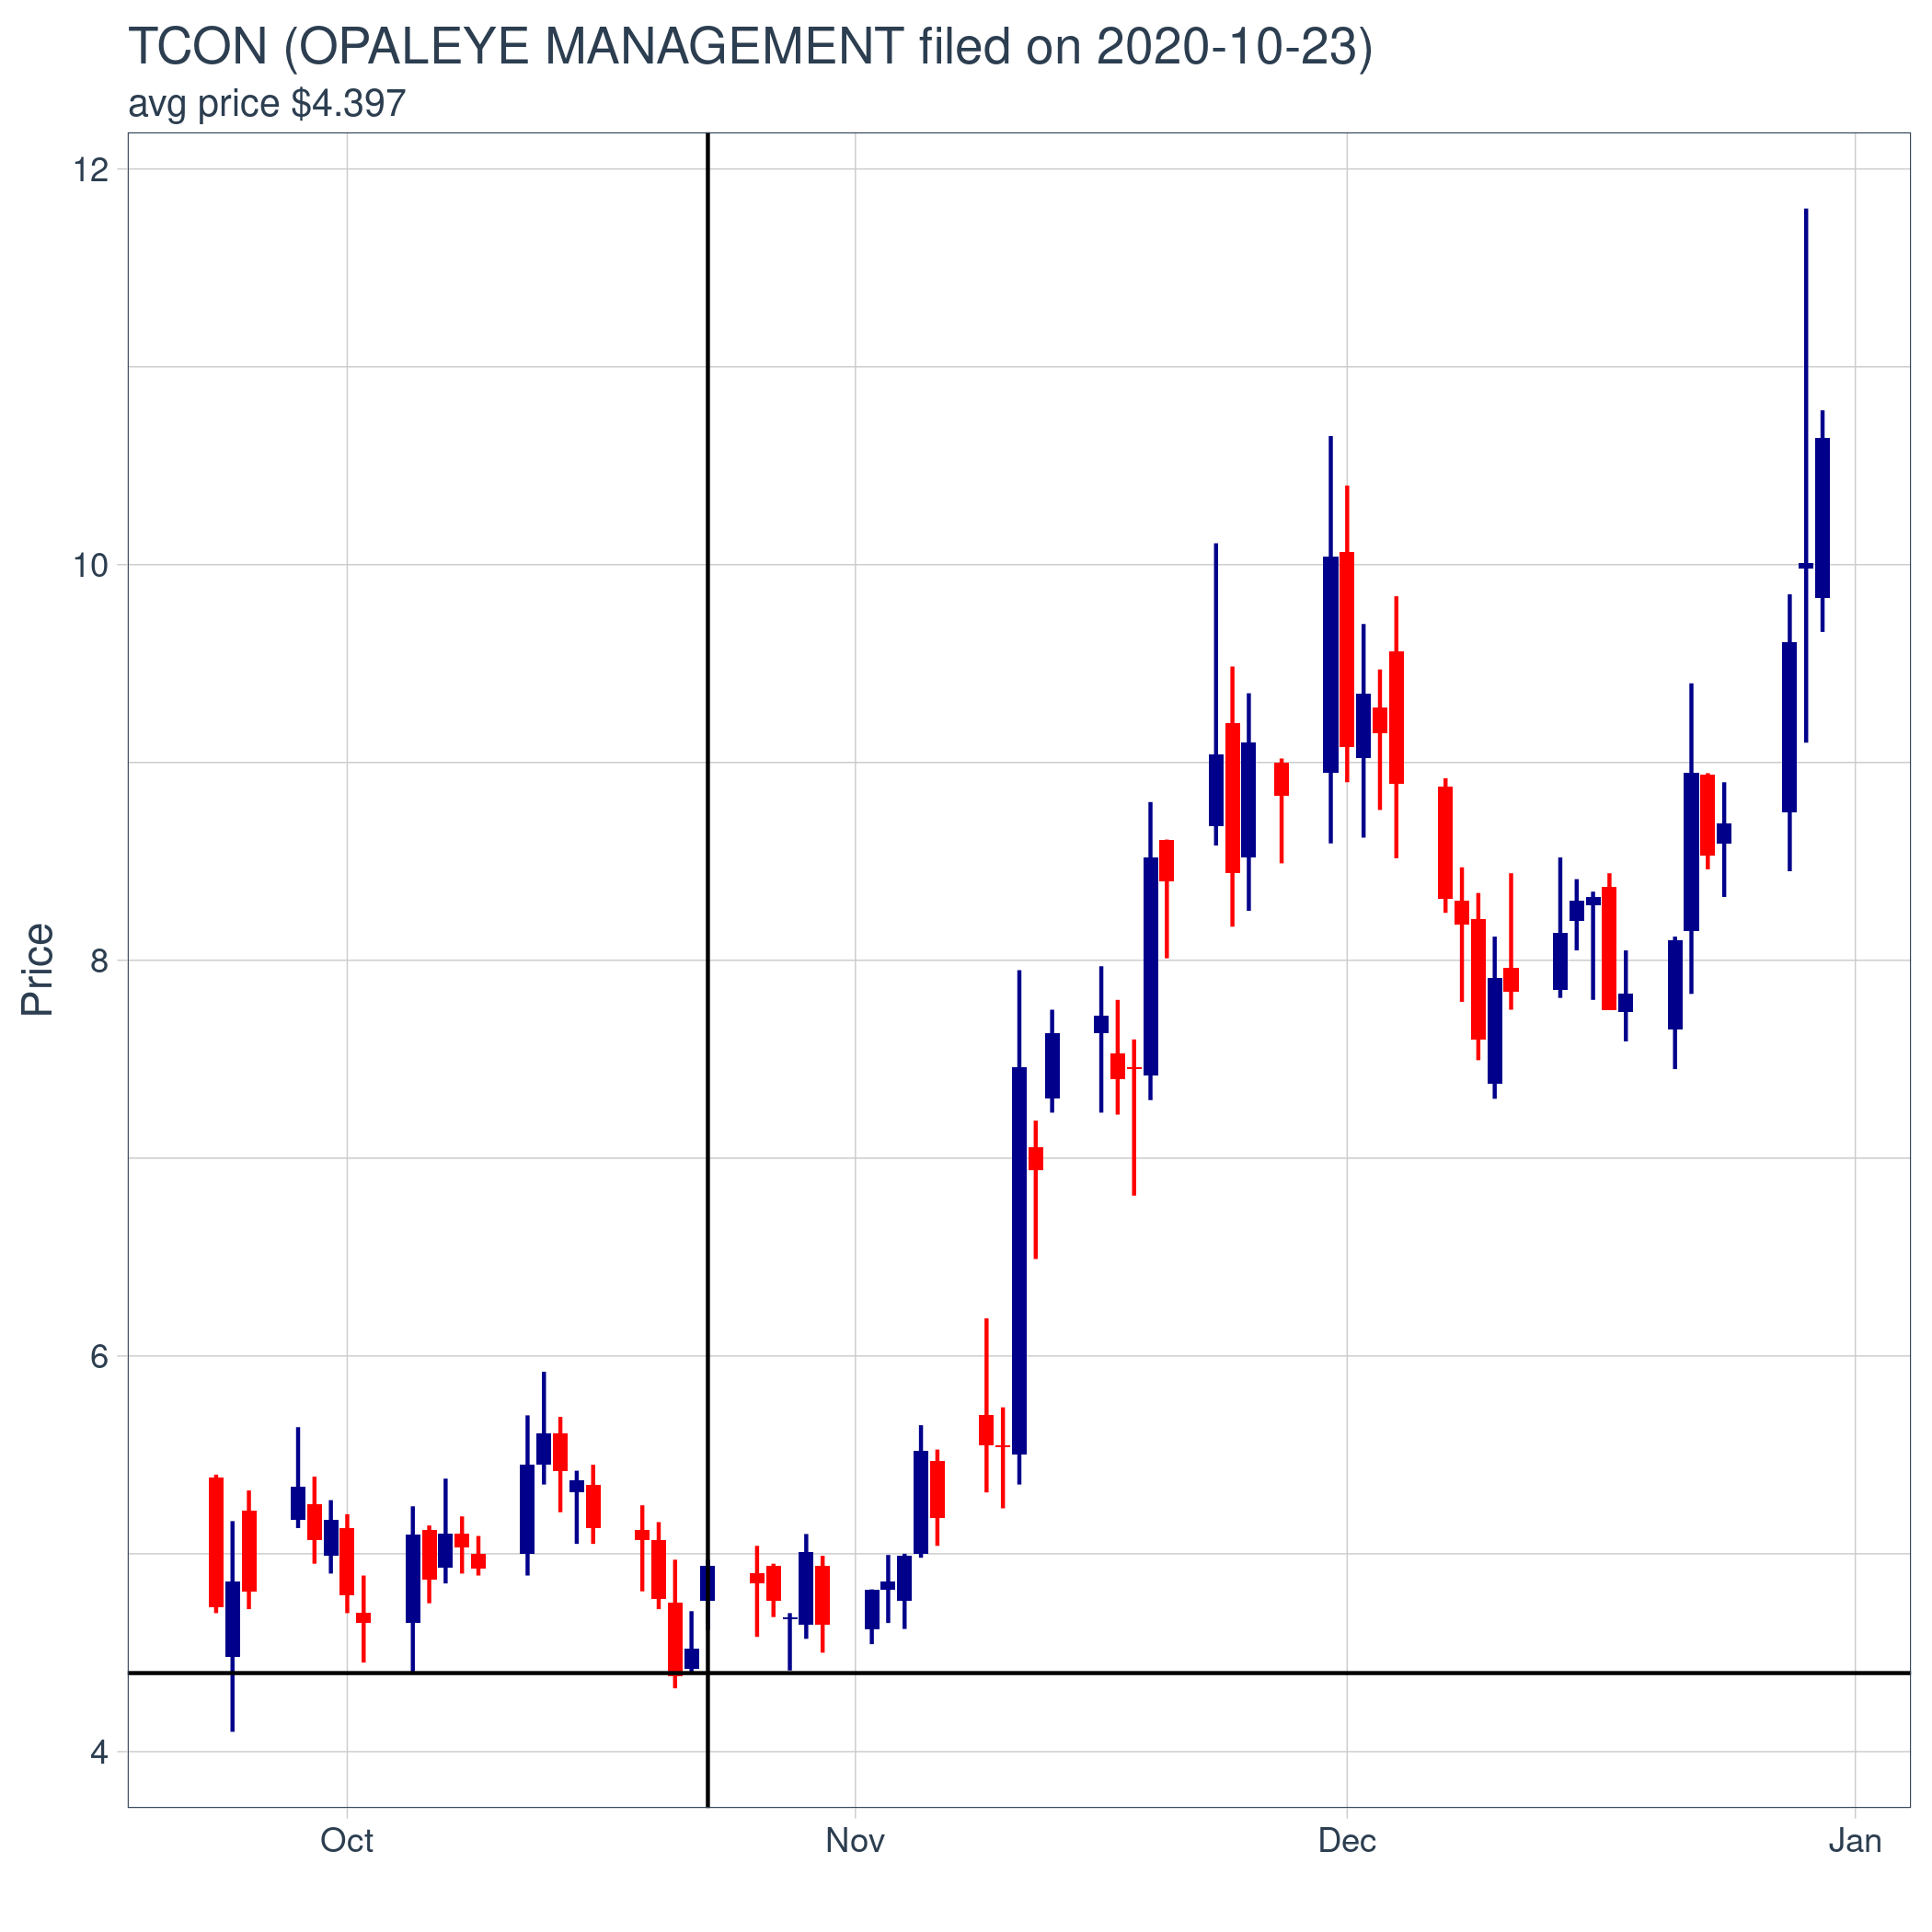 TCON (OPALEYE MANAGEMENT filed on 2020-10-23)
avg price $4.397
12
10
8
6
4
Price
Oct Nov Dec Jan